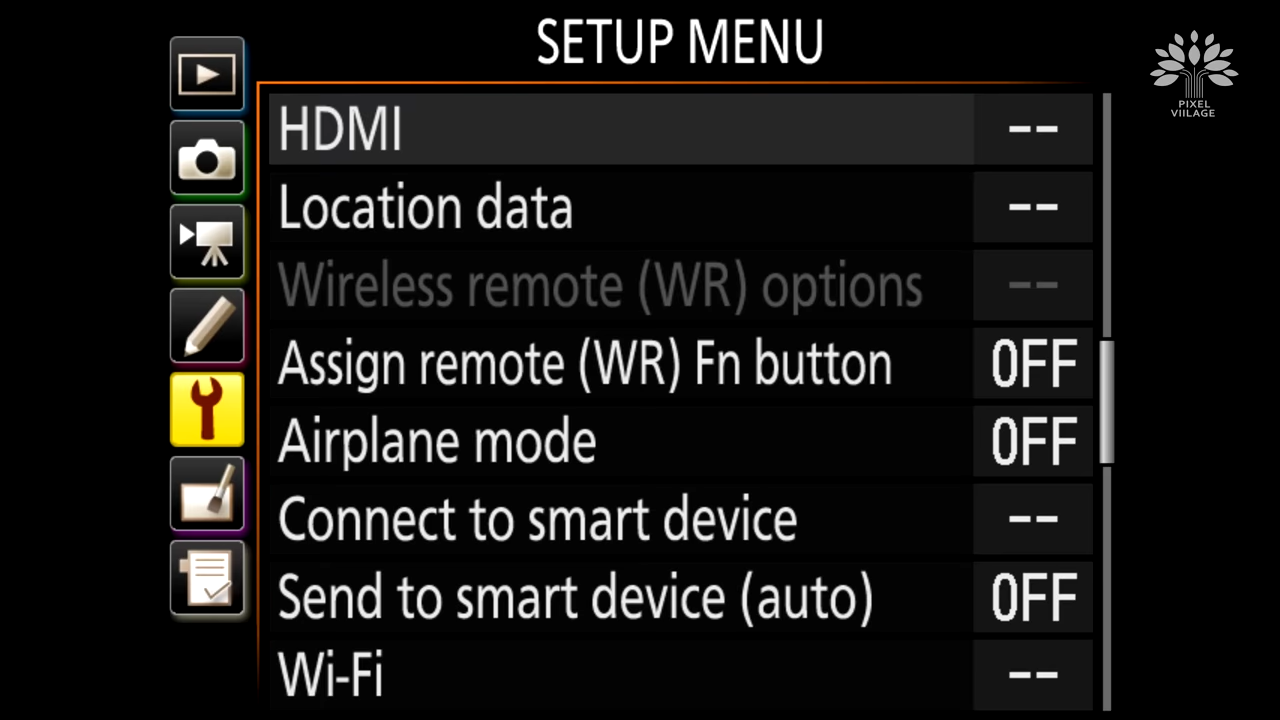 SETUP MENU
PIXEL
VIILAGE
HDMI --
Location data --
Wireless remote (WR) options --
Assign remote (WR) Fn button OFF
Airplane mode OFF
Connect to smart device --
Send to smart device (auto) OFF
Wi-Fi --